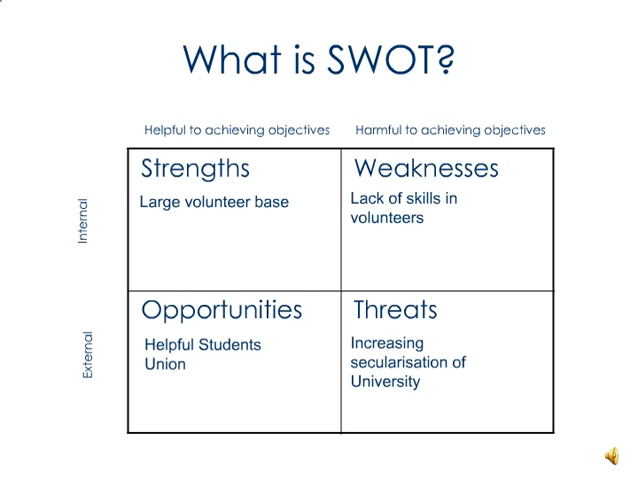 What is SWOT?
Helpful to achieving objectives
Harmful to achieving objectives
Internal
Strengths
Large volunteer base
Weaknesses
Lack of skills in
volunteers
External
Opportunities
Helpful Students
Union
Threats
Increasing
secularisation of
University